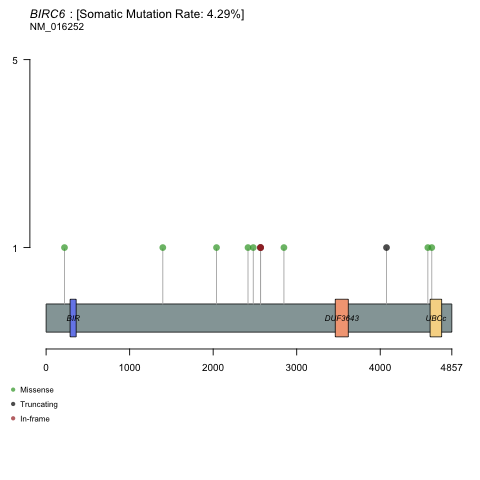 BIRC6 : [Somatic Mutation Rate: 4.29%]
NM_016252
5
1
BIR
DUF3643
UBCc
0 1000 2000 3000 4000 4857
Missense
Truncating
In-frame